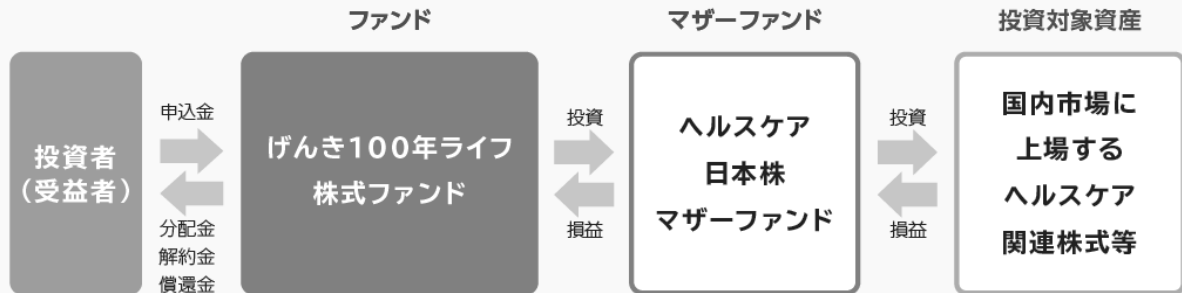 ファンド
マザーファンド
投資対象資産
投資者
（受益者）
申込金
分配金
解約金
償還金
げんき100年ライフ
株式ファンド
投資
損益
ヘルスケア
日本株
マザーファンド
投資
損益
国内市場に
上場する
ヘルスケア
関連株式等